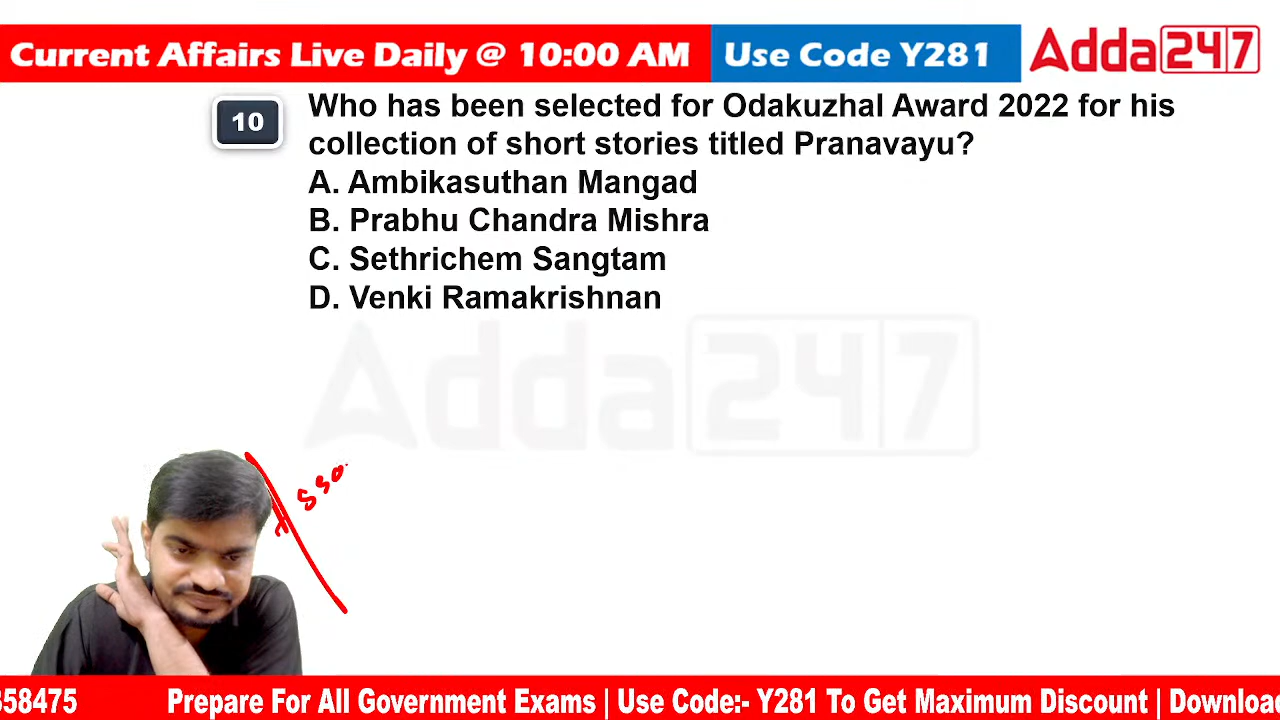 Current Affairs Live Daily @ 10:00 AM
Use Code Y281
Adda247
10
Who has been selected for Odakuzhal Award 2022 for his
collection of short stories titled Pranavayu?
A. Ambikasuthan Mangad
B. Prabhu Chandra Mishra
C. Sethrichem Sangtam
D. Venki Ramakrishnan
Adda247
358475 Prepare For All Government Exams | Use Code:- Y281 To Get Maximum Discount | Download